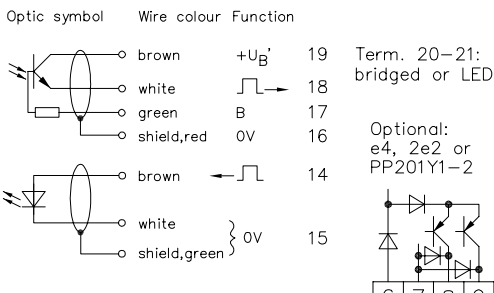 Optic symbol Wire colour Function
brown +UB' 19
white 18
green B 17
shield,red 0V 16
brown 14
white
0V 15
shield,green
Term. 20-21:
bridged or LED
Optional:
e4, 2e2 or
PP201Y1-2